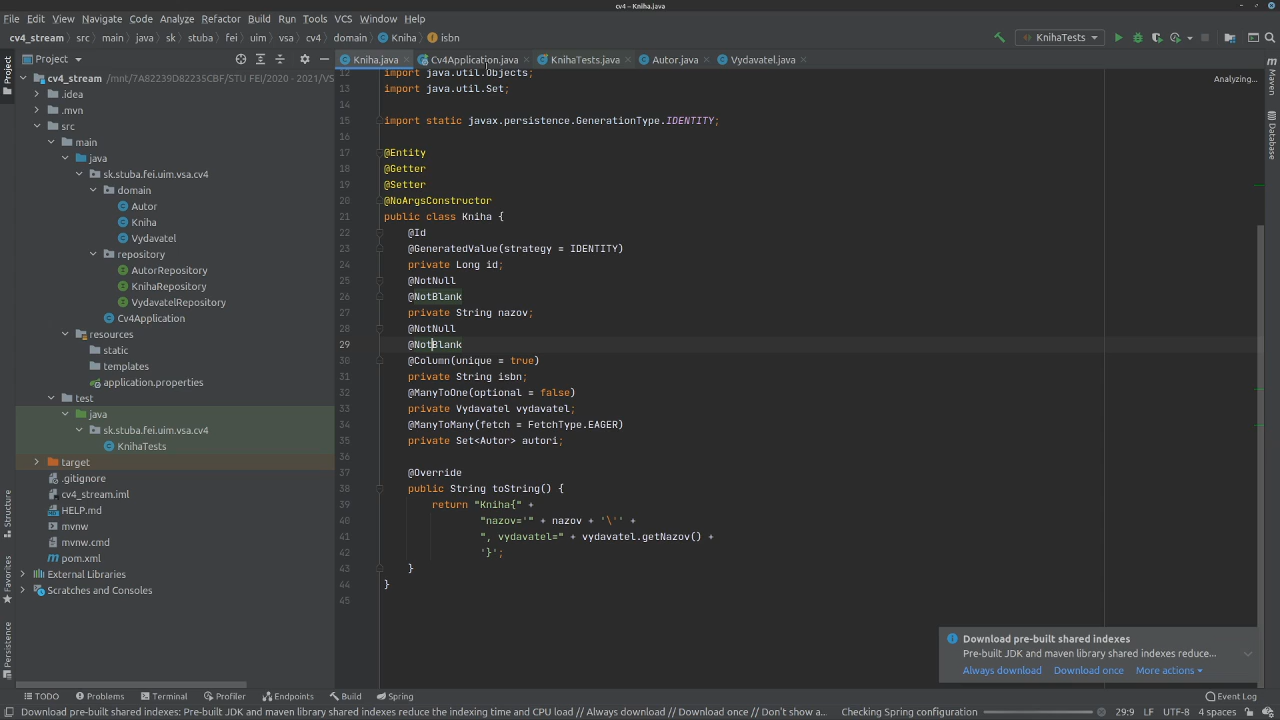 cv4 – Kniha.java
File Edit View Navigate Code Analyze Refactor Build Run Tools VCS Window Help
cv4_stream › src › main › java › sk › stuba › fei › uim › vsa › cv4 › domain › Kniha › isbn
KnihaTests
Project
Kniha.java Cv4Application.java KnihaTests.java Autor.java Vydavatel.java
cv4_stream /mnt/7A82239D82235CBF/STU FEI/2020 - 2021/VS
.idea
.mvn
src
main
java
sk.stuba.fei.uim.vsa.cv4
domain
Autor
Kniha
Vydavatel
repository
AutorRepository
KnihaRepository
VydavatelRepository
Cv4Application
resources
static
templates
application.properties
test
java
sk.stuba.fei.uim.vsa.cv4
KnihaTests
target
.gitignore
cv4_stream.iml
HELP.md
mvnw
mvnw.cmd
pom.xml
External Libraries
Scratches and Consoles
Project
Structure
Favorites
Persistence
12 import java.util.Objects;
13 import java.util.Set;
14
15 import static javax.persistence.GenerationType.IDENTITY;
16
17 @Entity
18 @Getter
19 @Setter
20 @NoArgsConstructor
21 public class Kniha {
22 @Id
23 @GeneratedValue(strategy = IDENTITY)
24 private Long id;
25 @NotNull
26 @NotBlank
27 private String nazov;
28 @NotNull
29 @NotBlank
30 @Column(unique = true)
31 private String isbn;
32 @ManyToOne(optional = false)
33 private Vydavatel vydavatel;
34 @ManyToMany(fetch = FetchType.EAGER)
35 private Set<Autor> autori;
36
37 @Override
38 public String toString() {
39 return "Kniha{" +
40 "nazov='" + nazov + '\'' +
41 ", vydavatel=" + vydavatel.getNazov() +
42 '}';
43 }
44 }
45
Analyzing...
Maven
Database
Download pre-built shared indexes
Pre-built JDK and maven library shared indexes reduce...
Always download Download once More actions
TODO Problems Terminal Profiler Endpoints Build Spring Event Log
Download pre-built shared indexes: Pre-built JDK and maven library shared indexes reduce the indexing time and CPU load // Always download // Download once // Don't show a... Checking Spring configuration 29:9 LF UTF-8 4 spaces